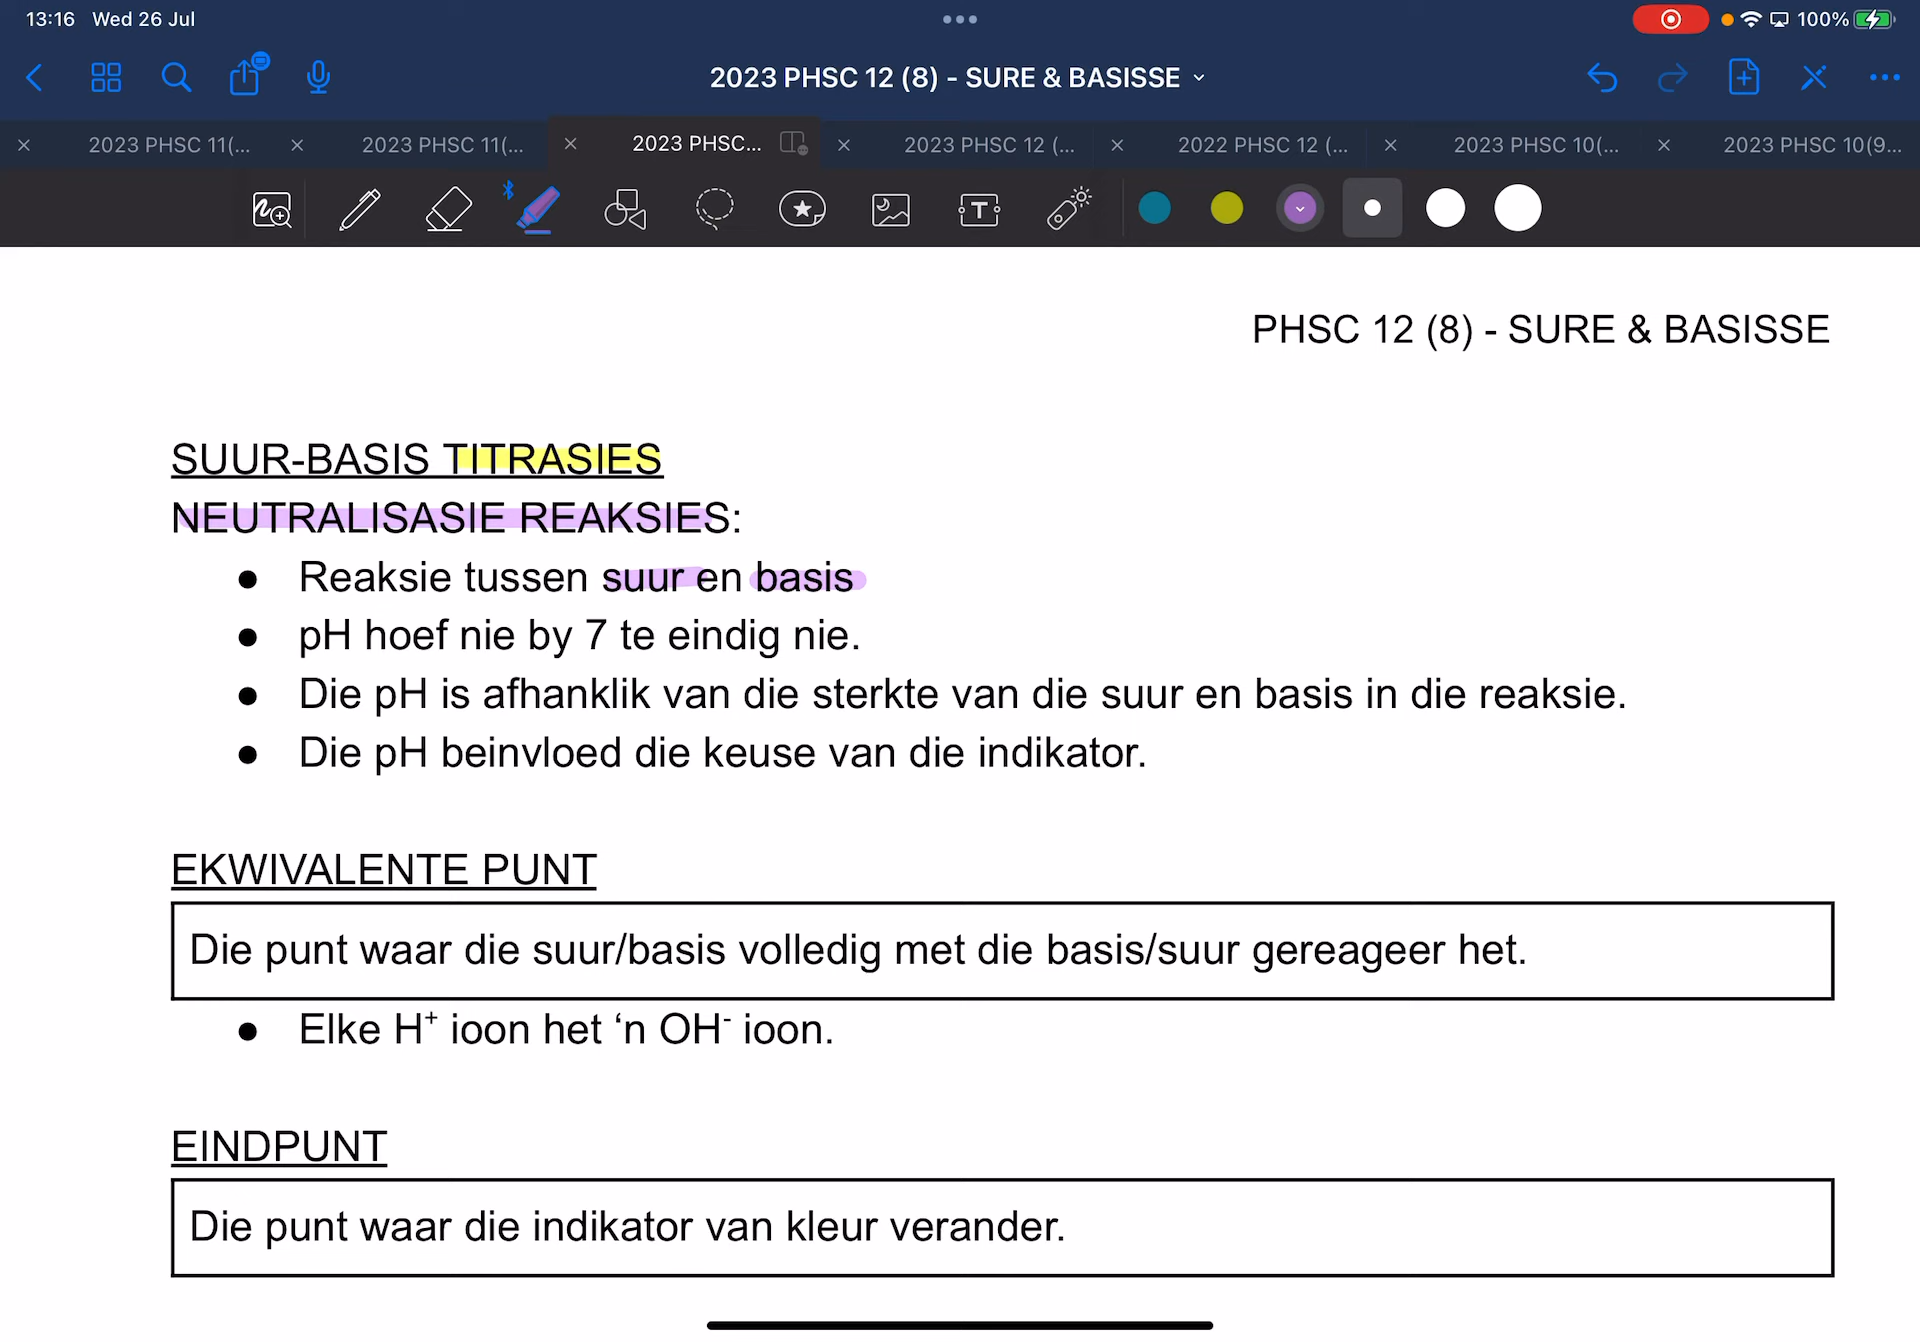 13:16 Wed 26 Jul
100%
2023 PHSC 12 (8) - SURE & BASISSE
2023 PHSC 11(...
2023 PHSC 11(...
2023 PHSC...
2023 PHSC 12 (...
2022 PHSC 12 (...
2023 PHSC 10(...
2023 PHSC 10(9...
PHSC 12 (8) - SURE & BASISSE
SUUR-BASIS TITRASIES
NEUTRALISASIE REAKSIES:
● Reaksie tussen suur en basis
● pH hoef nie by 7 te eindig nie.
● Die pH is afhanklik van die sterkte van die suur en basis in die reaksie.
● Die pH beinvloed die keuse van die indikator.
EKWIVALENTE PUNT
Die punt waar die suur/basis volledig met die basis/suur gereageer het.
● Elke H⁺ ioon het ‘n OH⁻ ioon.
EINDPUNT
Die punt waar die indikator van kleur verander.